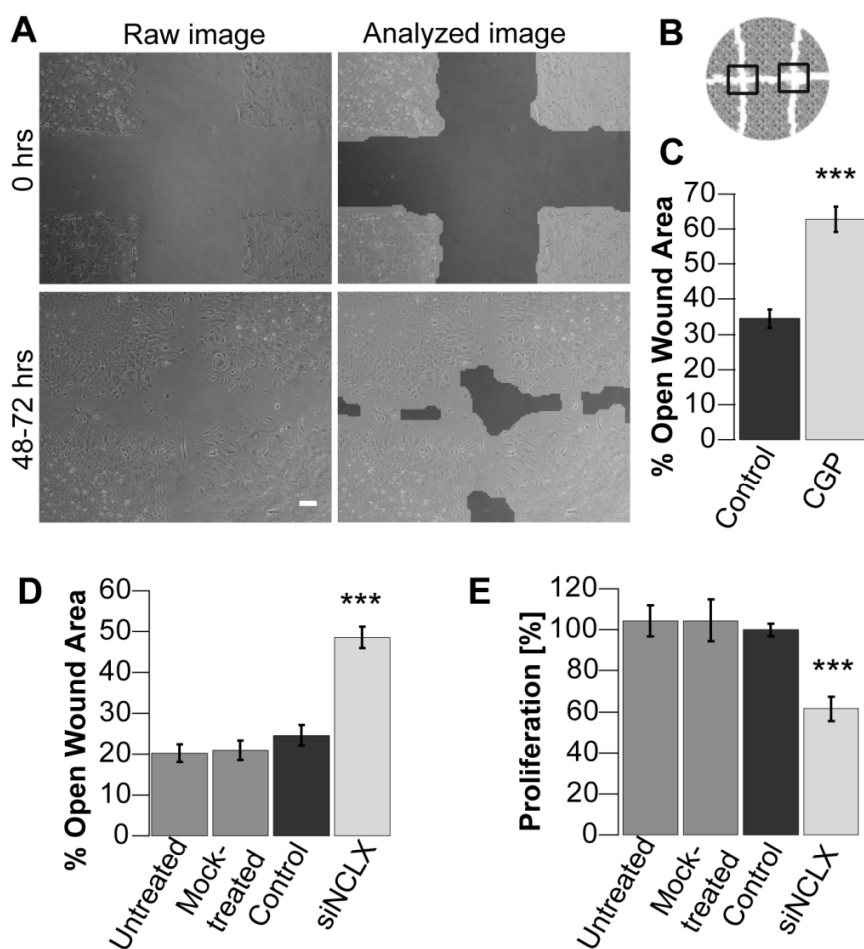 A
Raw image
Analyzed image
0 hrs
48-72 hrs
B
C
% Open Wound Area
70
60
50
40
30
20
10
0
***
Control
CGP
D
% Open Wound Area
60
50
40
30
20
10
0
***
Untreated
Mock-
treated
Control
siNCLX
E
Proliferation [%]
120
100
80
60
40
20
0
***
Untreated
Mock-
treated
Control
siNCLX